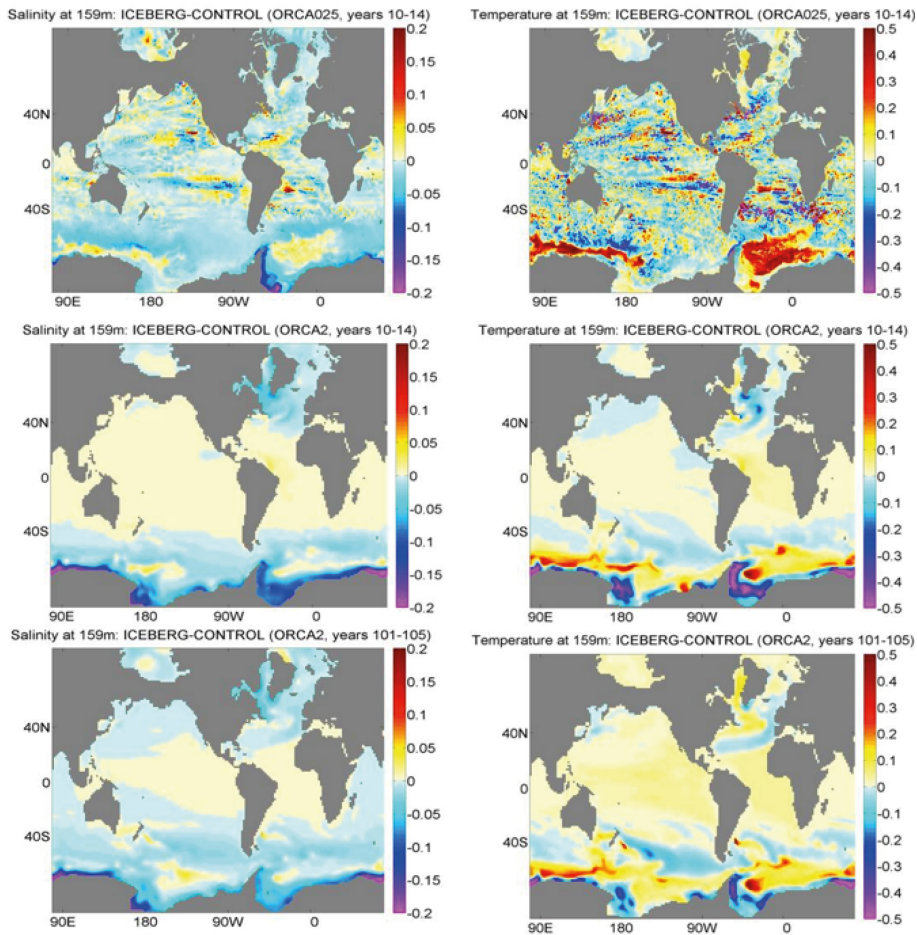 Salinity at 159m: ICEBERG-CONTROL (ORCA025, years 10-14)
40N
0
40S
90E 180 90W 0
0.2
0.15
0.1
0.05
0
-0.05
-0.1
-0.15
-0.2
Temperature at 159m: ICEBERG-CONTROL (ORCA025, years 10-14)
40N
0
40S
90E 180 90W 0
0.5
0.4
0.3
0.2
0.1
0
-0.1
-0.2
-0.3
-0.4
-0.5
Salinity at 159m: ICEBERG-CONTROL (ORCA2, years 10-14)
40N
0
40S
90E 180 90W 0
0.2
0.15
0.1
0.05
0
-0.05
-0.1
-0.15
-0.2
Temperature at 159m: ICEBERG-CONTROL (ORCA2, years 10-14)
40N
0
40S
90E 180 90W 0
0.5
0.4
0.3
0.2
0.1
0
-0.1
-0.2
-0.3
-0.4
-0.5
Salinity at 159m: ICEBERG-CONTROL (ORCA2, years 101-105)
40N
0
40S
90E 180 90W 0
0.2
0.15
0.1
0.05
0
-0.05
-0.1
-0.15
-0.2
Temperature at 159m: ICEBERG-CONTROL (ORCA2, years 101-105)
40N
0
40S
90E 180 90W 0
0.5
0.4
0.3
0.2
0.1
0
-0.1
-0.2
-0.3
-0.4
-0.5